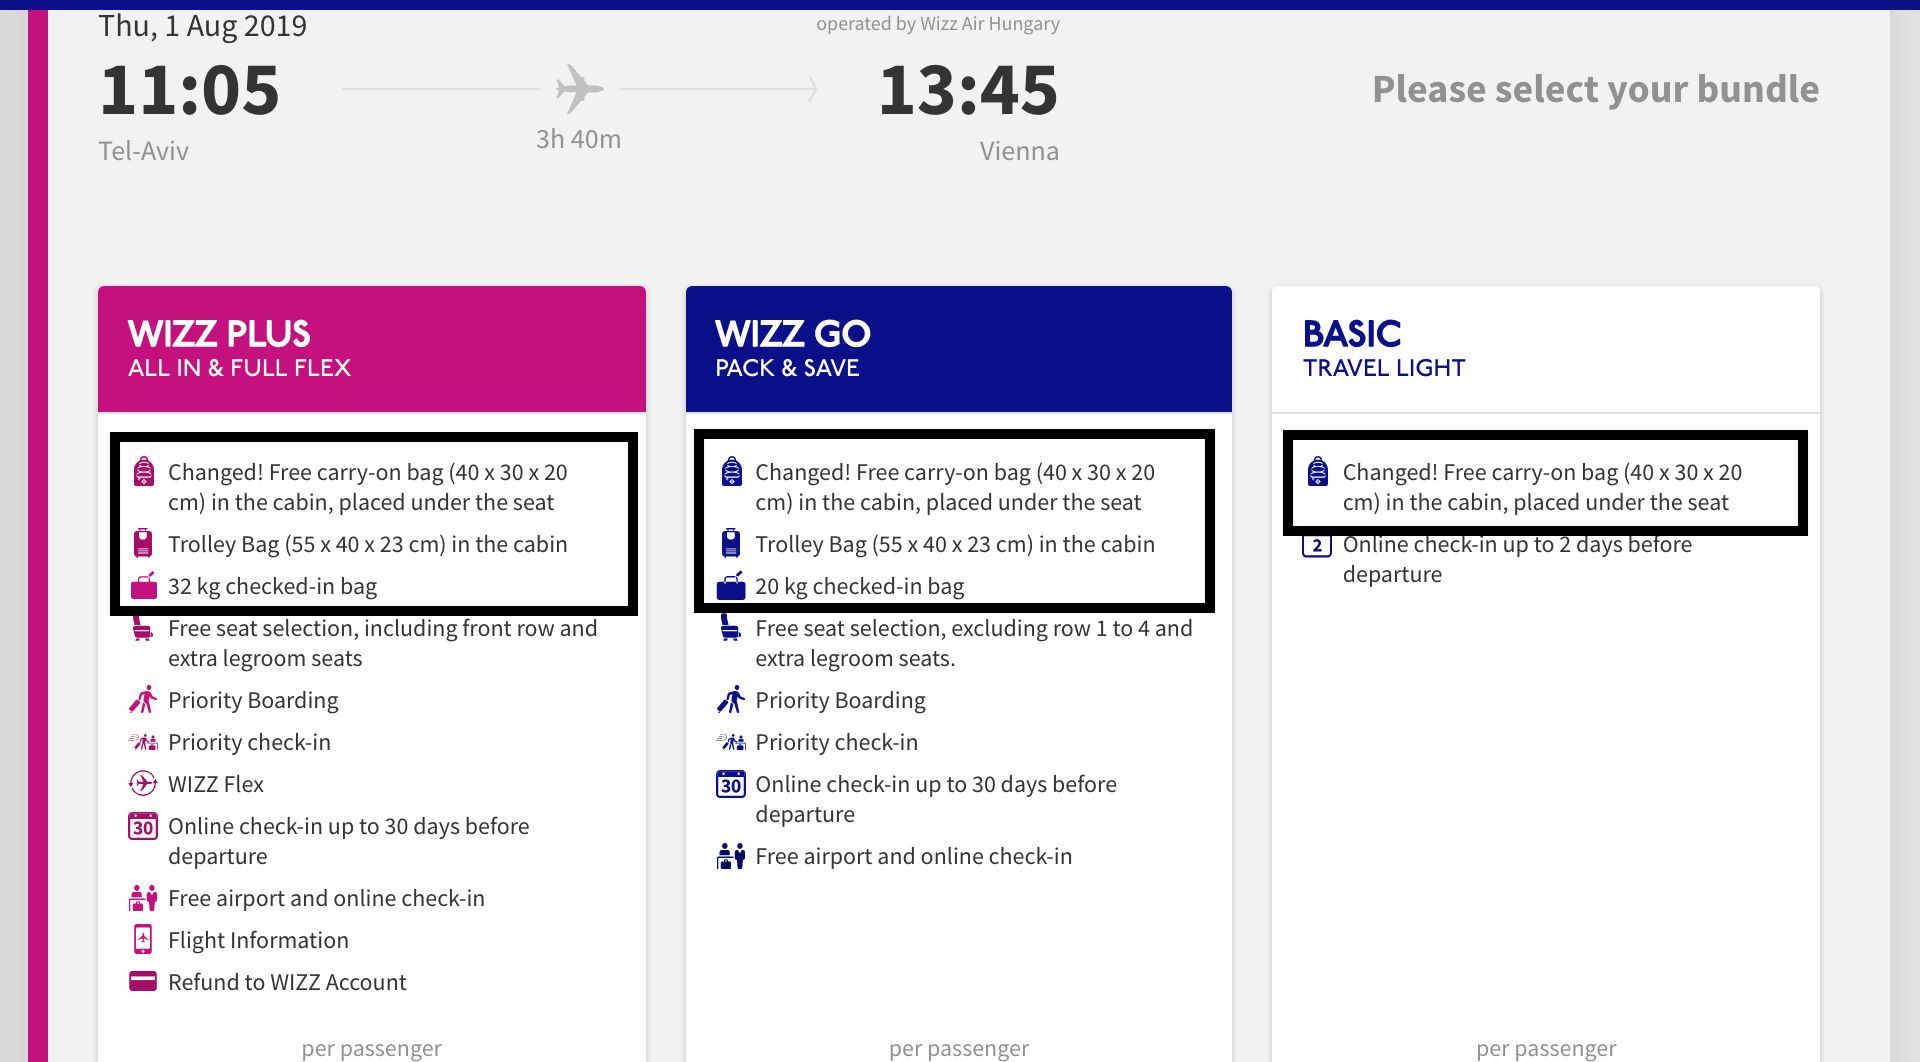 Thu, 1 Aug 2019
operated by Wizz Air Hungary
11:05
13:45
Please select your bundle
3h 40m
Tel-Aviv
Vienna
WIZZ PLUS
ALL IN & FULL FLEX
Changed! Free carry-on bag (40 x 30 x 20
cm) in the cabin, placed under the seat
Trolley Bag (55 x 40 x 23 cm) in the cabin
32 kg checked-in bag
Free seat selection, including front row and
extra legroom seats
Priority Boarding
Priority check-in
WIZZ Flex
30
Online check-in up to 30 days before
departure
Free airport and online check-in
Flight Information
Refund to WIZZ Account
per passenger
WIZZ GO
PACK & SAVE
Changed! Free carry-on bag (40 x 30 x 20
cm) in the cabin, placed under the seat
Trolley Bag (55 x 40 x 23 cm) in the cabin
20 kg checked-in bag
Free seat selection, excluding row 1 to 4 and
extra legroom seats.
Priority Boarding
Priority check-in
30
Online check-in up to 30 days before
departure
Free airport and online check-in
per passenger
BASIC
TRAVEL LIGHT
Changed! Free carry-on bag (40 x 30 x 20
cm) in the cabin, placed under the seat
2
Online check-in up to 2 days before
departure
per passenger